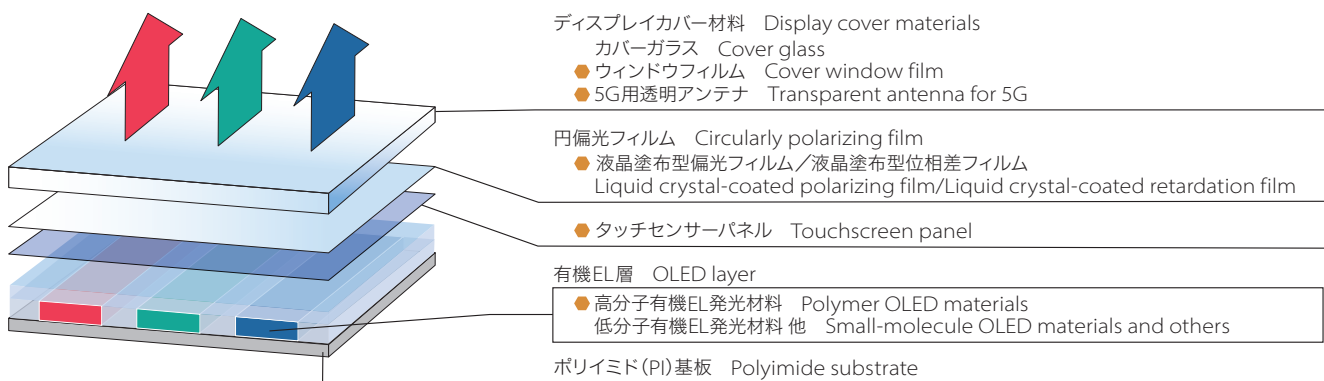 ディスプレイカバー材料 Display cover materials
カバーガラス Cover glass
ウィンドウフィルム Cover window film
5G用透明アンテナ Transparent antenna for 5G
円偏光フィルム Circularly polarizing film
液晶塗布型偏光フィルム／液晶塗布型位相差フィルム
Liquid crystal-coated polarizing film/Liquid crystal-coated retardation film
タッチセンサーパネル Touchscreen panel
有機EL層 OLED layer
高分子有機EL発光材料 Polymer OLED materials
低分子有機EL発光材料 他 Small-molecule OLED materials and others
ポリイミド（PI）基板 Polyimide substrate